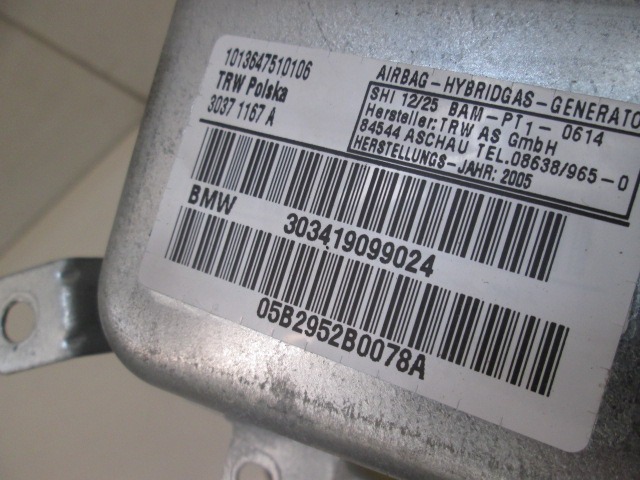 1013647510106
TRW Polska
3037 1167 A
AIRBAG-HYBRIDGAS-GENERATO
SHI 12/25 BAM-PT1-0614
Hersteller:TRW AS GmbH
84544 ASCHAU TEL.08638/965-0
HERSTELLUNGS-JAHR: 2005
BMW 303419099024
05B2952B0078A